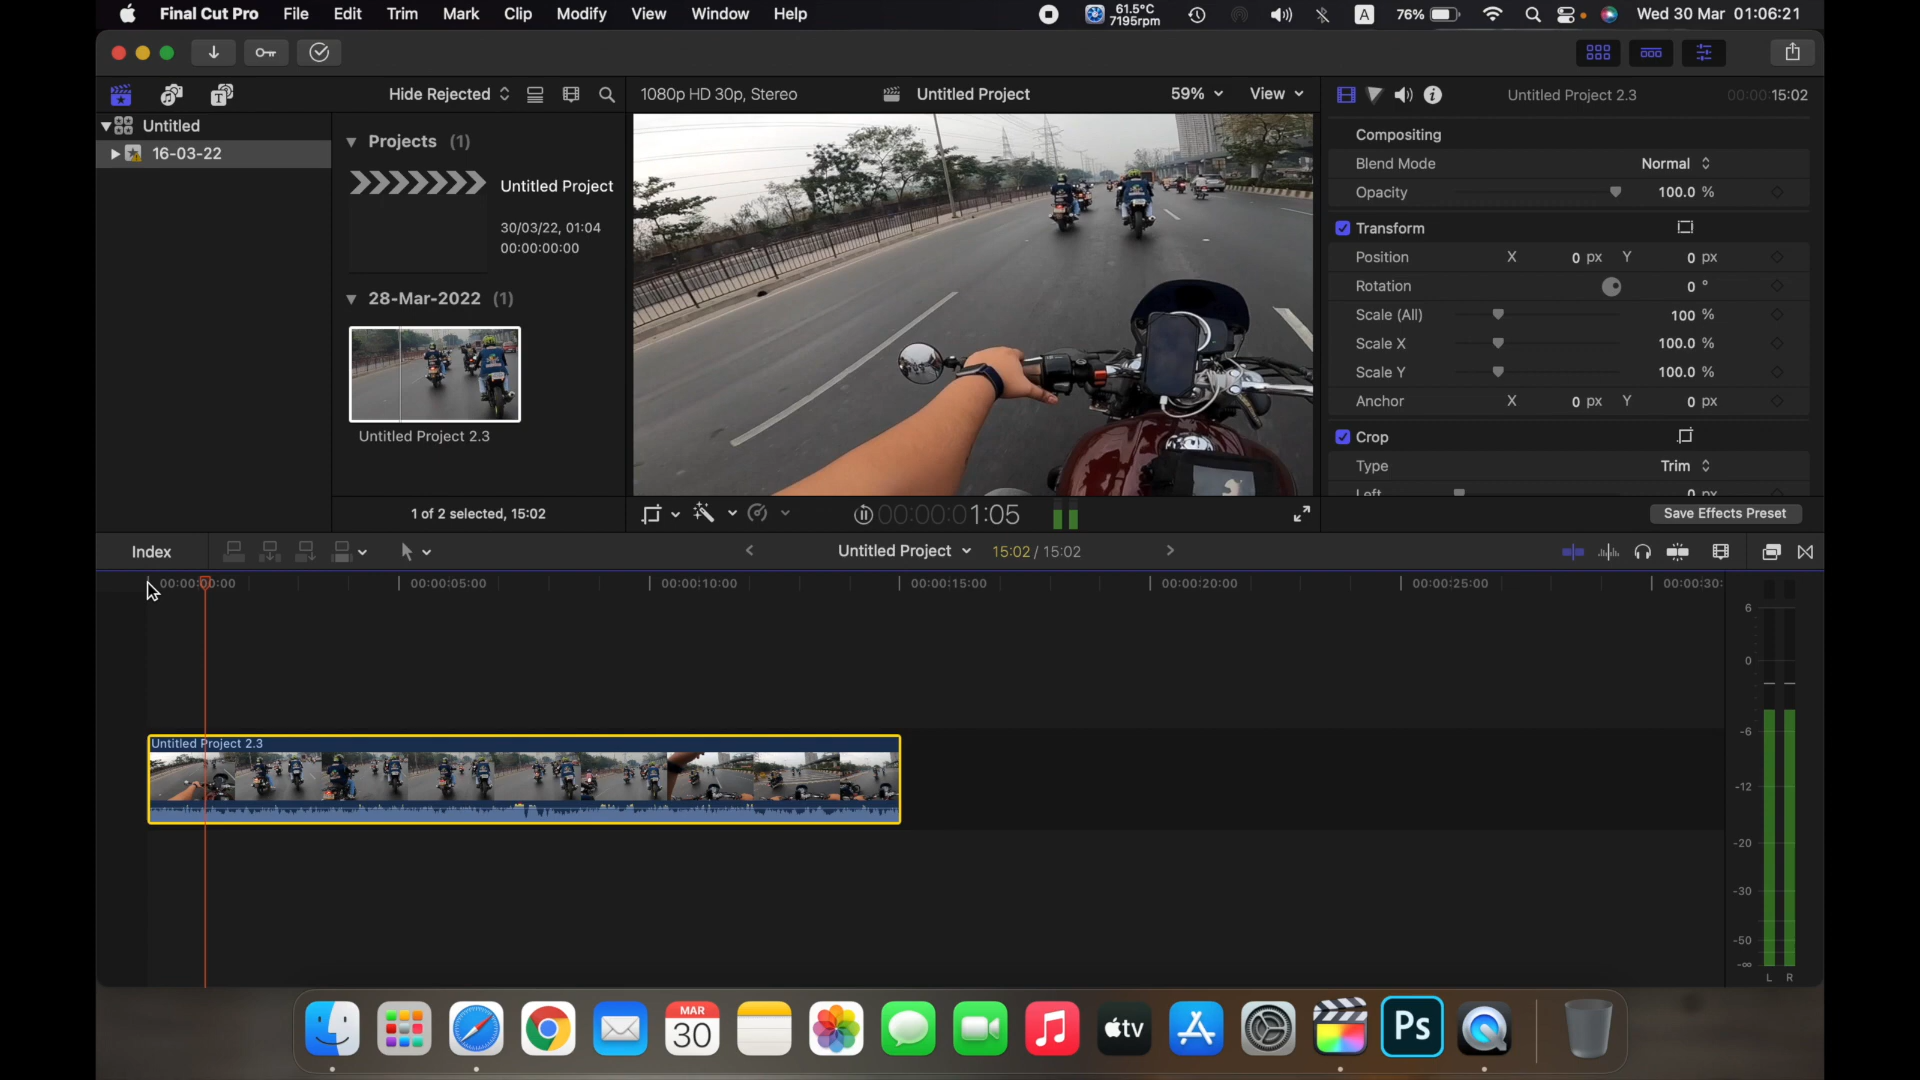 Final Cut Pro File Edit Trim Mark Clip Modify View Window Help
61.5°C
7195rpm
A 76% Wed 30 Mar 01:06:21
Hide Rejected 1080p HD 30p, Stereo Untitled Project 59% View Untitled Project 2.3 00:00:15:02
Untitled
16-03-22
Projects (1)
Untitled Project
30/03/22, 01:04
00:00:00:00
28-Mar-2022 (1)
Untitled Project 2.3
1 of 2 selected, 15:02
00:00:01:05
Compositing
Blend Mode Normal
Opacity 100.0 %
Transform
Position X 0 px Y 0 px
Rotation 0 °
Scale (All) 100 %
Scale X 100.0 %
Scale Y 100.0 %
Anchor X 0 px Y 0 px
Crop
Type Trim
Left 0 px
Save Effects Preset
Index Untitled Project 15:02 / 15:02
00:00:00:00 00:00:05:00 00:00:10:00 00:00:15:00 00:00:20:00 00:00:25:00 00:00:30:
Untitled Project 2.3
6
0
-6
-12
-20
-30
-50
-∞
L R
MAR
30
tv
Ps